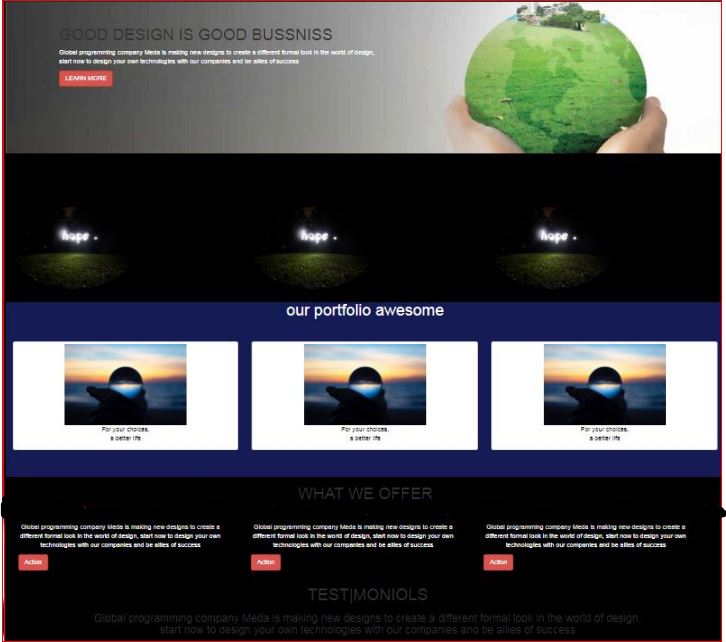 GOOD DESIGN IS GOOD BUSSNISS
Global programming company Meda is making new designs to create a different formal look in the world of design,
start now to design your own technologies with our companies and be allies of success
LEARN MORE
hope
hope
hope
our portfolio awesome
For your choices,
a better life
For your choices,
a better life
For your choices,
a better life
WHAT WE OFFER
Global programming company Meda is making new designs to create a
different formal look in the world of design, start now to design your own
technologies with our companies and be allies of success
Action
Global programming company Meda is making new designs to create a
different formal look in the world of design, start now to design your own
technologies with our companies and be allies of success
Action
Global programming company Meda is making new designs to create a
different formal look in the world of design, start now to design your own
technologies with our companies and be allies of success
Action
TEST|MONIOLS
Global programming company Meda is making new designs to create a different formal look in the world of design,
start now to design your own technologies with our companies and be allies of success